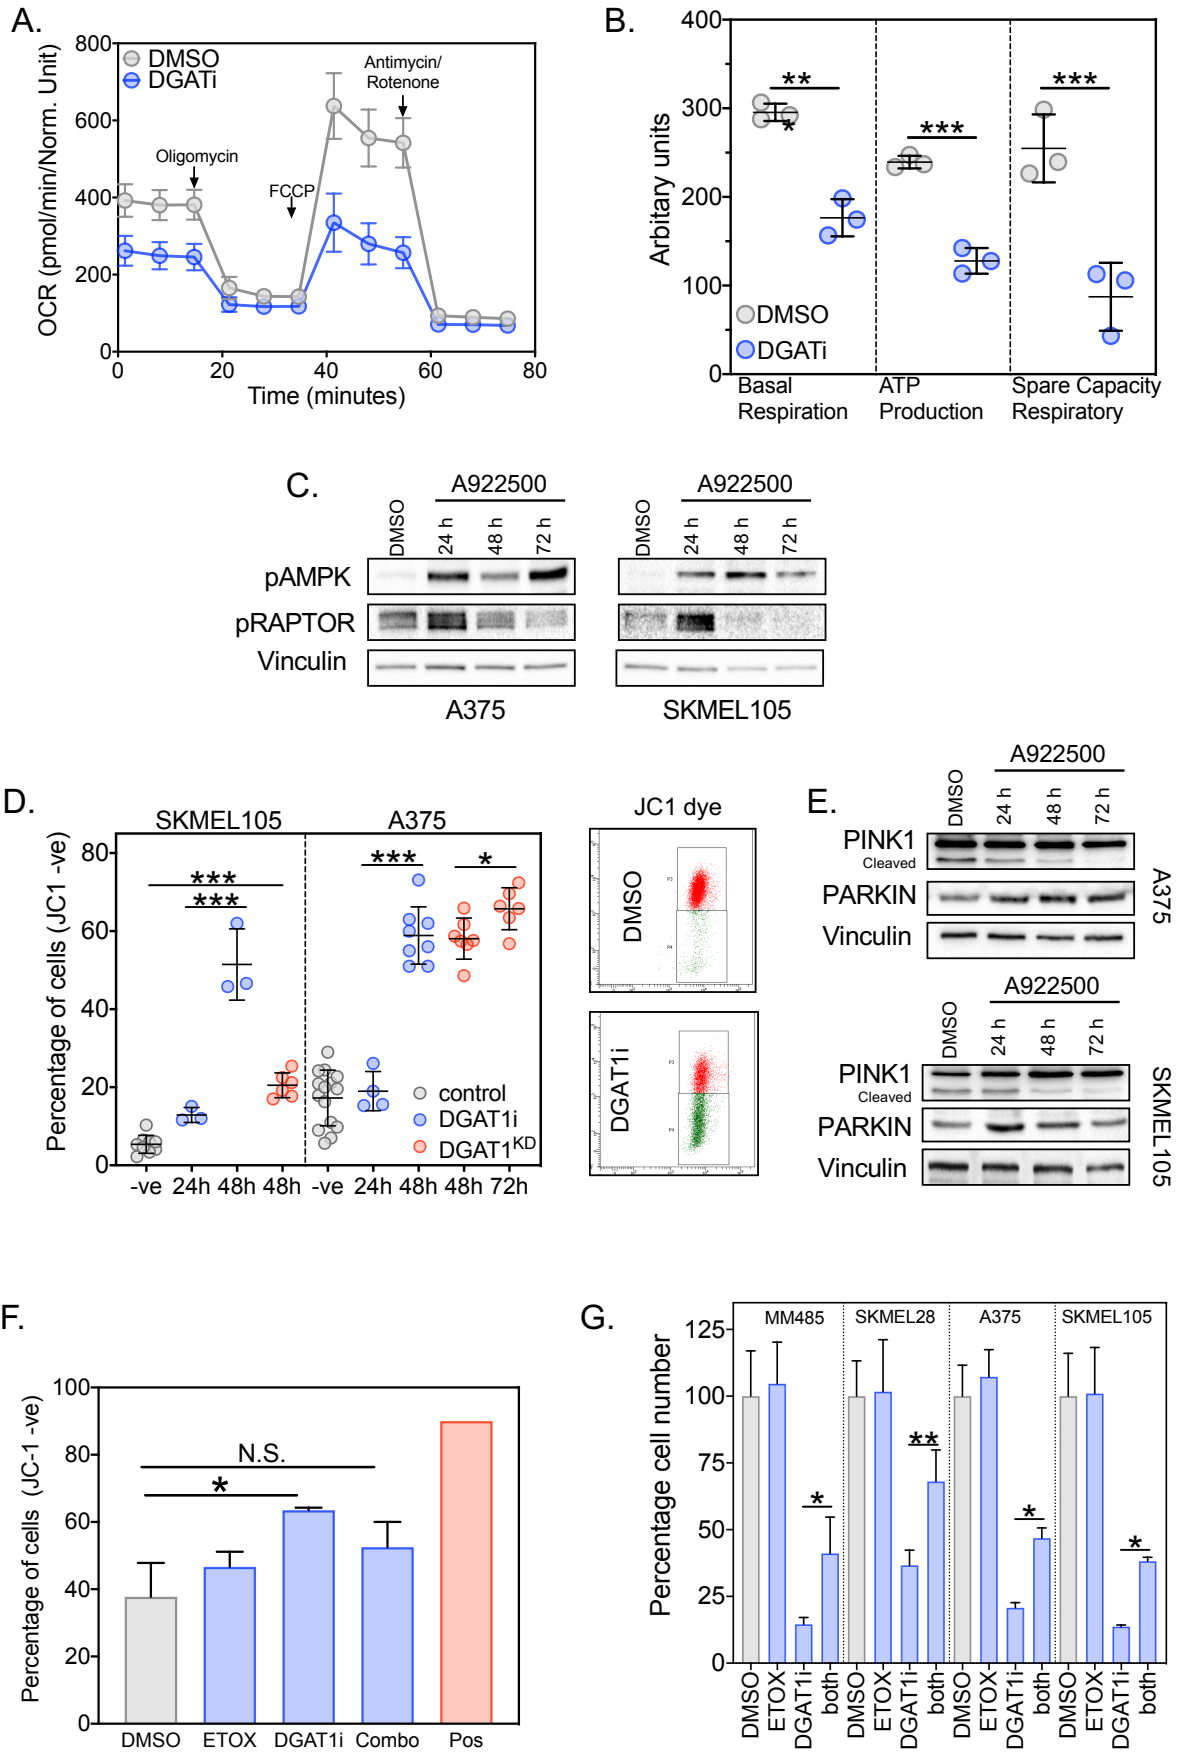 A.
OCR (pmol/min/Norm. Unit)
800
600
400
200
0
DMSO
DGATi
Oligomycin
FCCP
Antimycin/
Rotenone
0 20 40 60 80
Time (minutes)
B.
Arbitary units
400
300
200
100
0
**
*
***
***
DMSO
DGATi
Basal
Respiration
ATP
Production
Spare Capacity
Respiratory
C.
A922500
A922500
DMSO 24 h 48 h 72 h
DMSO 24 h 48 h 72 h
pAMPK
pRAPTOR
Vinculin
A375
SKMEL105
D.
SKMEL105
A375
Percentage of cells (JC1 -ve)
80
60
40
20
0
***
***
***
*
control
DGAT1i
DGAT1KD
-ve 24h 48h 48h -ve 24h 48h 48h 72h
JC1 dye
DMSO
DGAT1i
E.
A922500
DMSO 24 h 48 h 72 h
PINK1
Cleaved
PARKIN
Vinculin
A375
A922500
DMSO 24 h 48 h 72 h
PINK1
Cleaved
PARKIN
Vinculin
SKMEL105
F.
Percentage of cells (JC-1 -ve)
100
80
60
40
20
0
N.S.
*
DMSO ETOX DGAT1i Combo Pos
G.
Percentage cell number
125
100
75
50
25
0
MM485 SKMEL28 A375 SKMEL105
*
**
*
*
DMSO ETOX DGAT1i both DMSO ETOX DGAT1i both DMSO ETOX DGAT1i both DMSO ETOX DGAT1i both